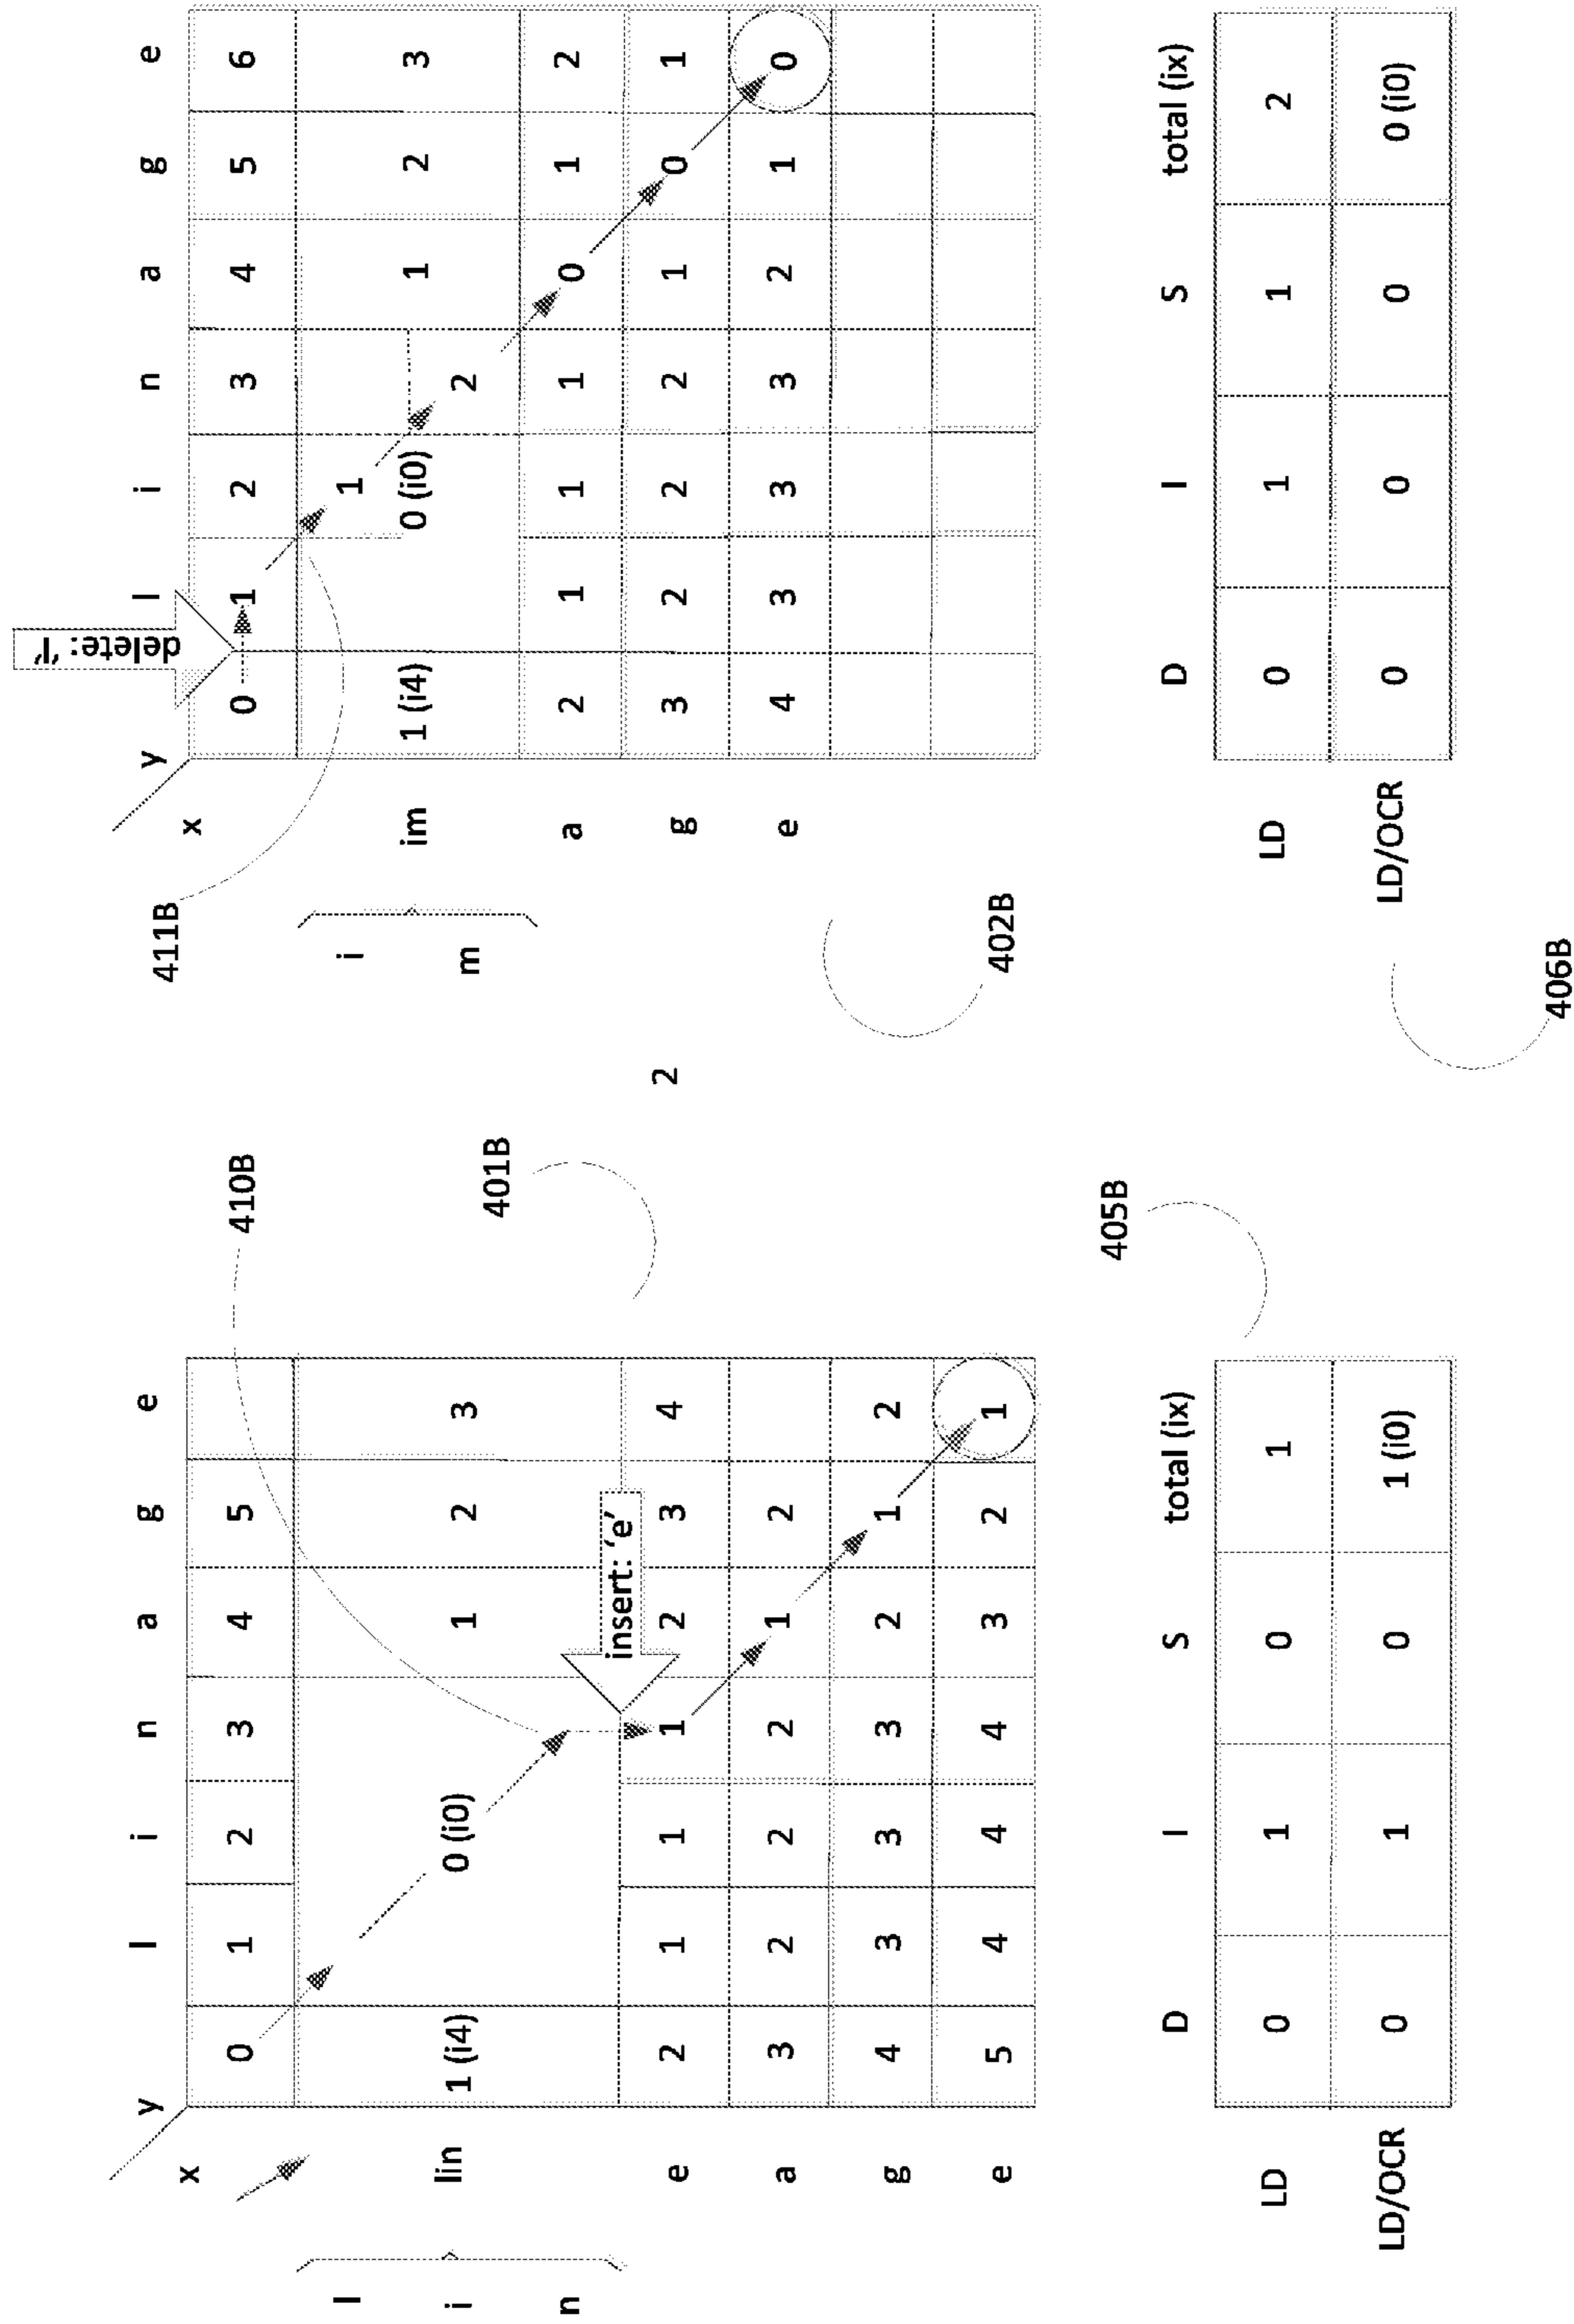 y l i n a g e
x 0 1 2 3 4 5
l
i
n
lin 1 (i4) 0 (i0) 1 2 3
insert: ‘e’
e 2 1 1 1 2 3 4
a 3 2 2 2 1 2
g 4 3 3 3 2 1 2
e 5 4 4 4 3 2 1
410B
401B
D I S total (ix)
LD 0 1 0 1
LD/OCR 0 1 0 1 (i0)
405B
2
delete: ‘l’
y l i n a g e
x 0 1 2 3 4 5 6
411B
i
m
1
im 1 (i4) 0 (i0) 1 2 3
2
a 2 1 1 1 0 1 2
g 3 2 2 2 1 0 1
e 4 3 3 3 2 1 0
402B
D I S total (ix)
LD 0 1 1 2
LD/OCR 0 0 0 0 (i0)
406B